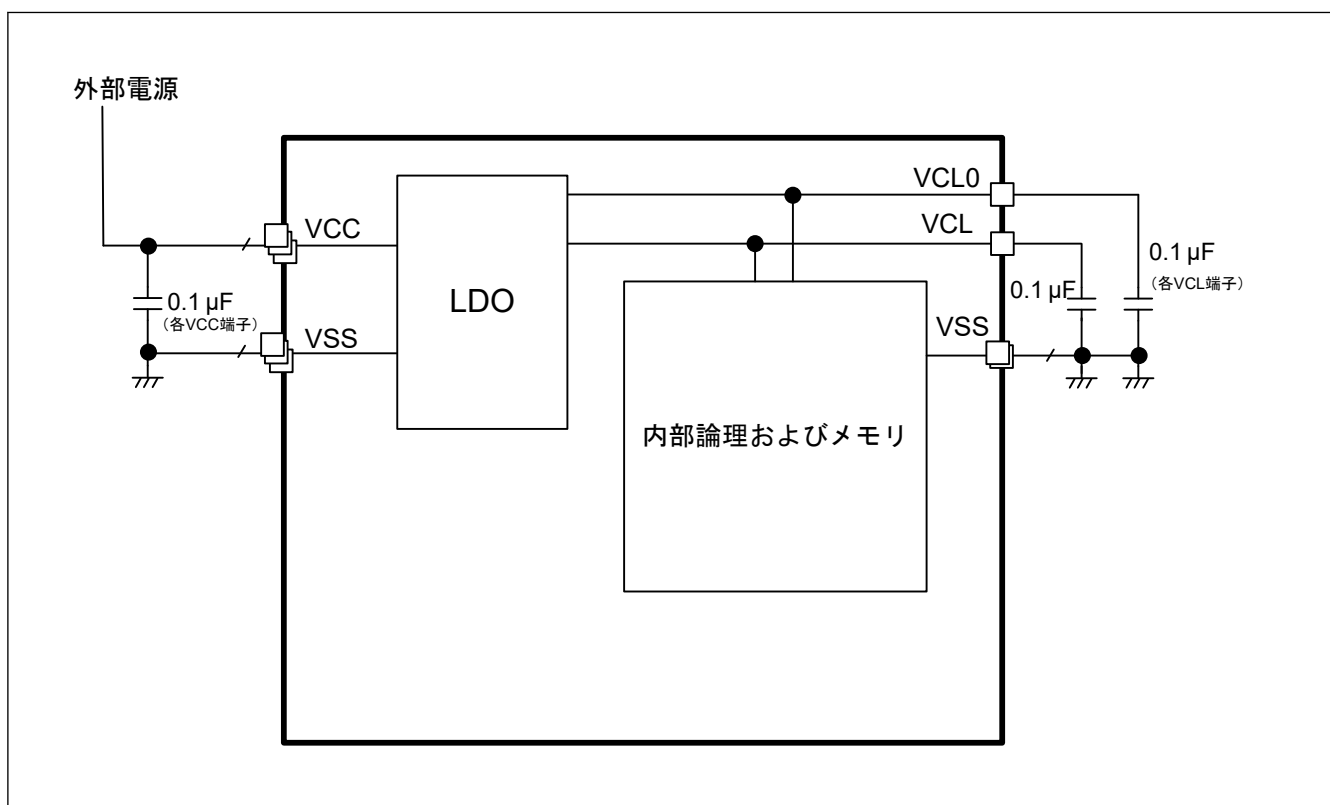 外部電源
VCC
0.1 µF
（各VCC端子）
VSS
LDO
VCL0
VCL
0.1 µF
（各VCL端子）
0.1 µF
VSS
内部論理およびメモリ